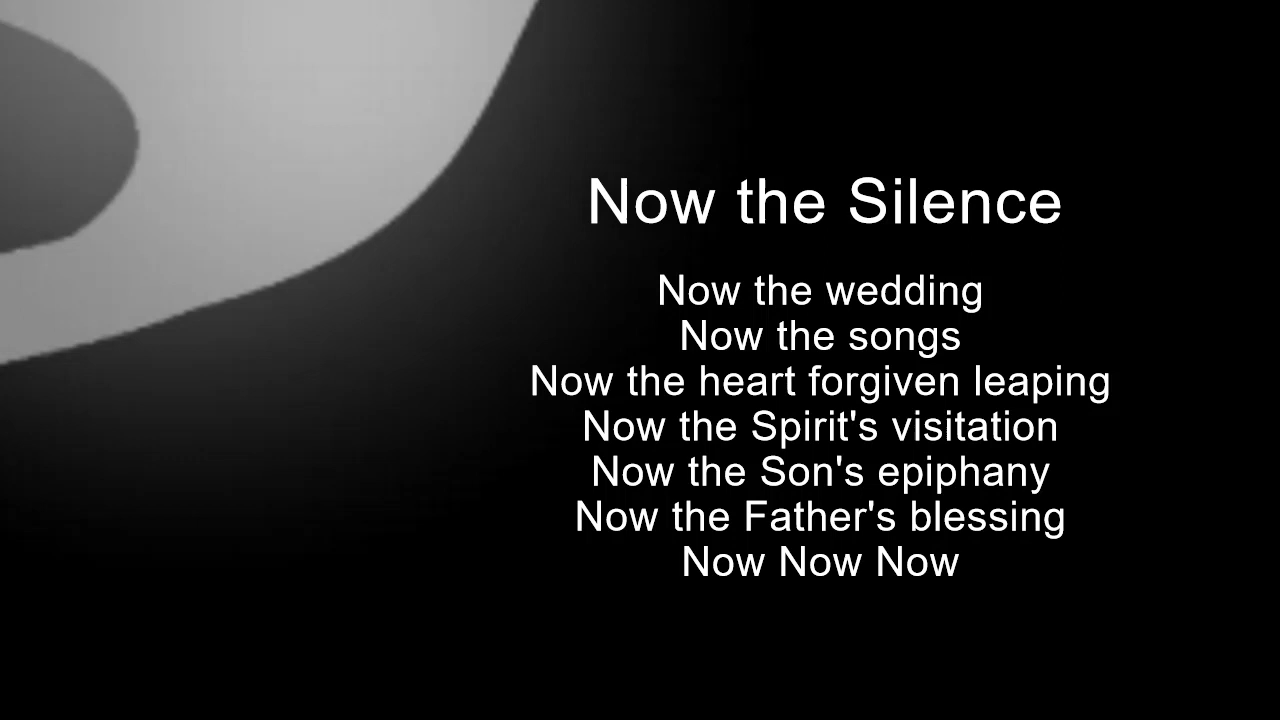 Now the Silence
Now the wedding
Now the songs
Now the heart forgiven leaping
Now the Spirit's visitation
Now the Son's epiphany
Now the Father's blessing
Now Now Now